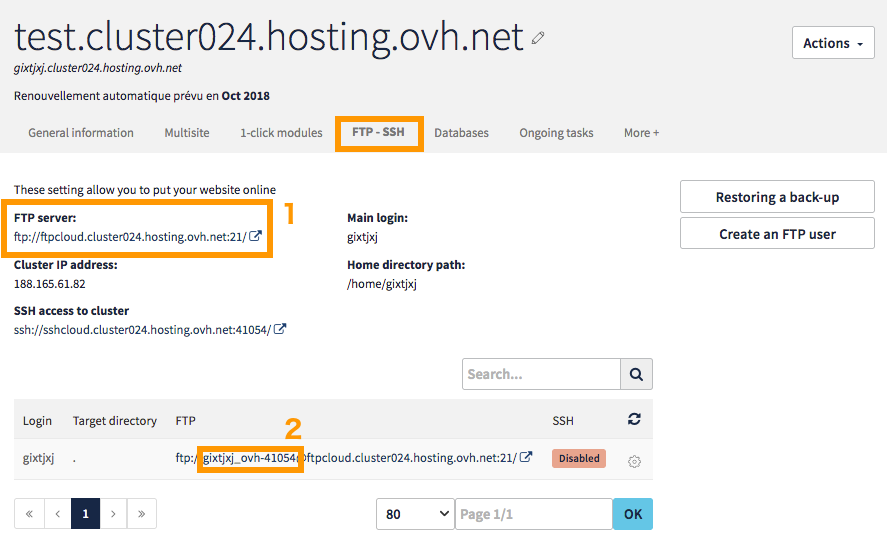 test.cluster024.hosting.ovh.net
Actions
gixtjxj.cluster024.hosting.ovh.net
Renouvellement automatique prévu en Oct 2018
General information Multisite 1-click modules FTP - SSH Databases Ongoing tasks More +
These setting allow you to put your website online
Restoring a back-up
1
FTP server: Main login:
ftp://ftpcloud.cluster024.hosting.ovh.net:21/ gixtjxj
Create an FTP user
Cluster IP address: Home directory path:
188.165.61.82 /home/gixtjxj
SSH access to cluster
ssh://sshcloud.cluster024.hosting.ovh.net:41054/
Search...
Login Target directory FTP SSH
2
gixtjxj . ftp://gixtjxj_ovh-41054@ftpcloud.cluster024.hosting.ovh.net:21/ Disabled
« ‹ 1 › » 80 Page 1/1 OK